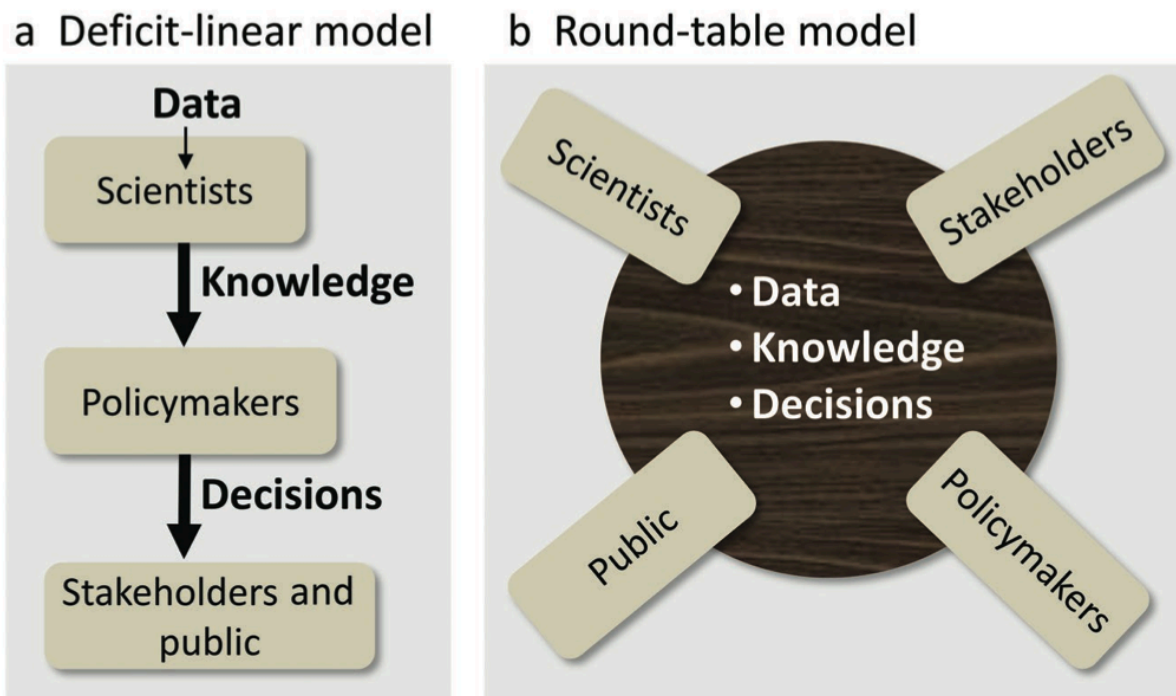 a Deficit-linear model
Data
Scientists
Knowledge
Policymakers
Decisions
Stakeholders and
public
b Round-table model
Scientists
Stakeholders
• Data
• Knowledge
• Decisions
Public
Policymakers